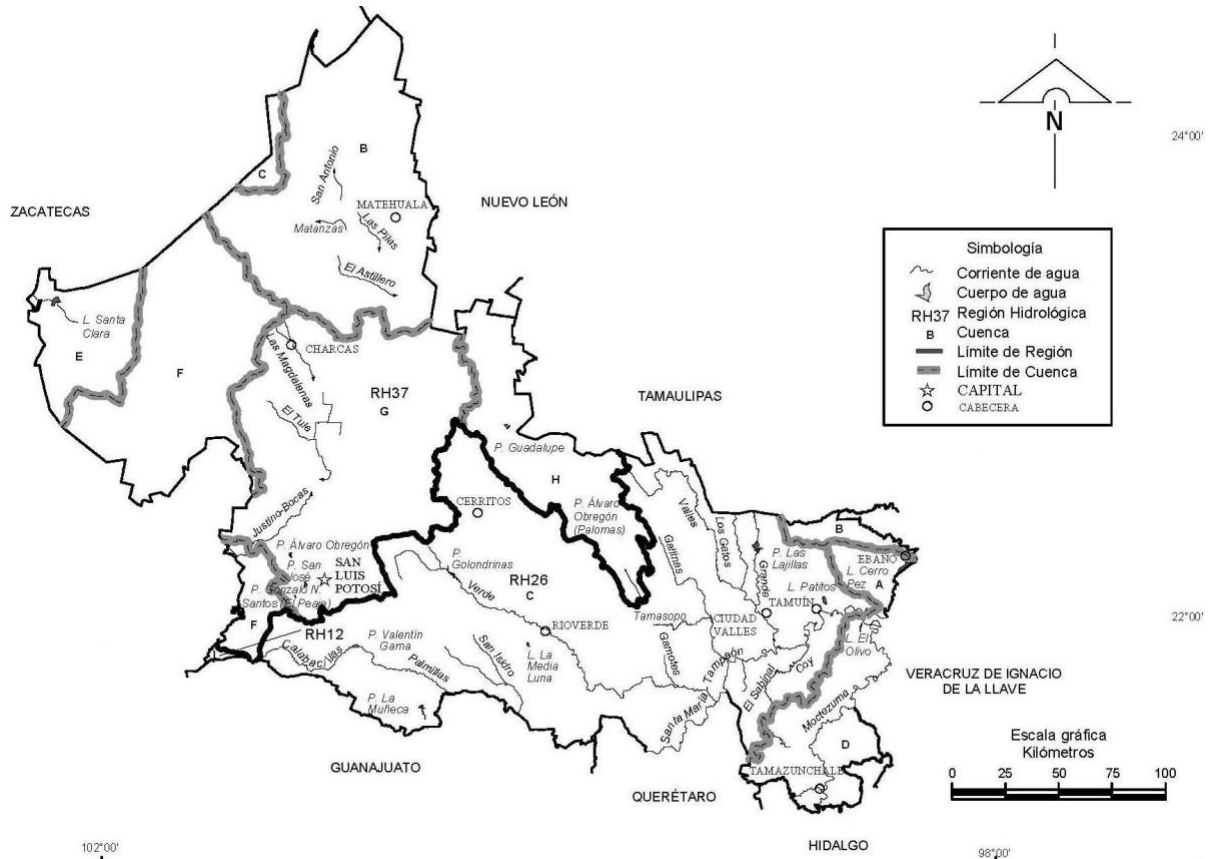 N
24°00'
ZACATECAS
NUEVO LEÓN
B
C
San Antonio
MATEHUALA
Matanzas
Las Pilas
El Astillero
Simbología
Corriente de agua
Cuerpo de agua
RH37 Región Hidrológica
B Cuenca
Límite de Región
Límite de Cuenca
CAPITAL
CABECERA
L. Santa
Clara
E
F
CHARCAS
Las Magdalenas
RH37
G
El Tule
TAMAULIPAS
P. Guadalupe
H
P. Álvaro
Obregón
(Palomas)
CERRITOS
Justino-Bocas
P. Álvaro Obregón
P. San
José
SAN
LUIS
POTOSÍ
P. Gonzalo N.
Santos (El Peaje)
F
RH12
P.
Golondrinas
RH26
C
Verde
RIOVERDE
Calabacillas
P. Valentín
Gama
Palmillas
San Isidro
L. La
Media
Luna
P. La
Muñeca
Valles
Los Gatos
Gallinas
Grande
P. Las
Lajillas
B
EBANO
L. Cerro
Pez
A
L. Patitos
TAMUÍN
Tamasopo
CIUDAD
VALLES
22°00'
Gamotes
Tampaón
Santa María
El Sabinal
Coy
L. El
Olivo
Moctezuma
VERACRUZ DE IGNACIO
DE LA LLAVE
D
TAMAZUNCHALE
Escala gráfica
Kilómetros
0 25 50 75 100
GUANAJUATO
QUERÉTARO
HIDALGO
102°00'
98°00'